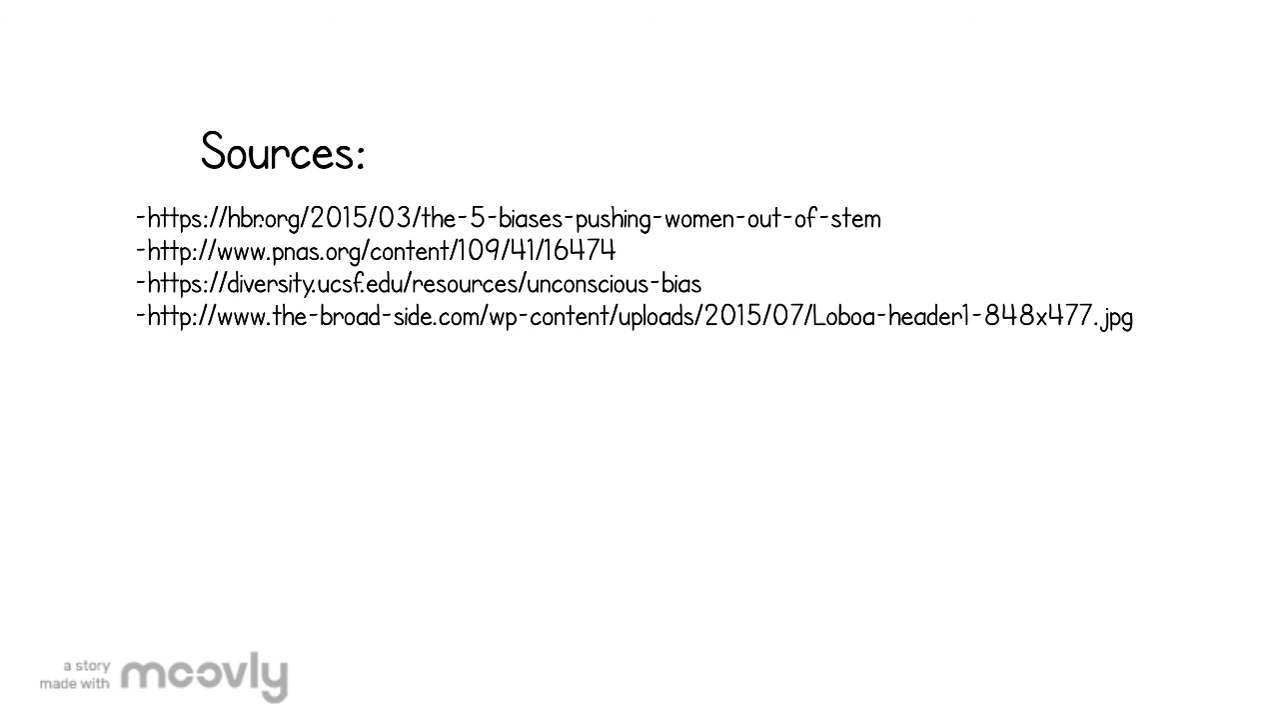 Sources:
-https://hbr.org/2015/03/the-5-biases-pushing-women-out-of-stem
-http://www.pnas.org/content/109/41/16474
-https://diversity.ucsf.edu/resources/unconscious-bias
-http://www.the-broad-side.com/wp-content/uploads/2015/07/Loboa-header1-848x477.jpg
a story
made with moovly